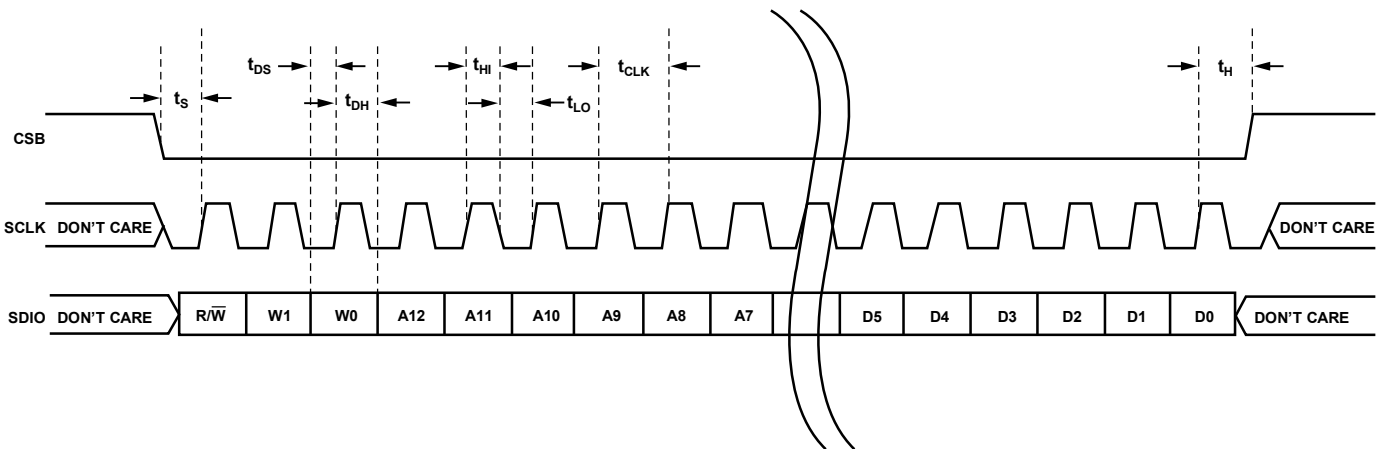 tDS
tHI
tCLK
tH
tS
tDH
tLO
CSB
SCLK DON'T CARE DON'T CARE
SDIO DON'T CARE R/W̅ W1 W0 A12 A11 A10 A9 A8 A7 D5 D4 D3 D2 D1 D0 DON'T CARE